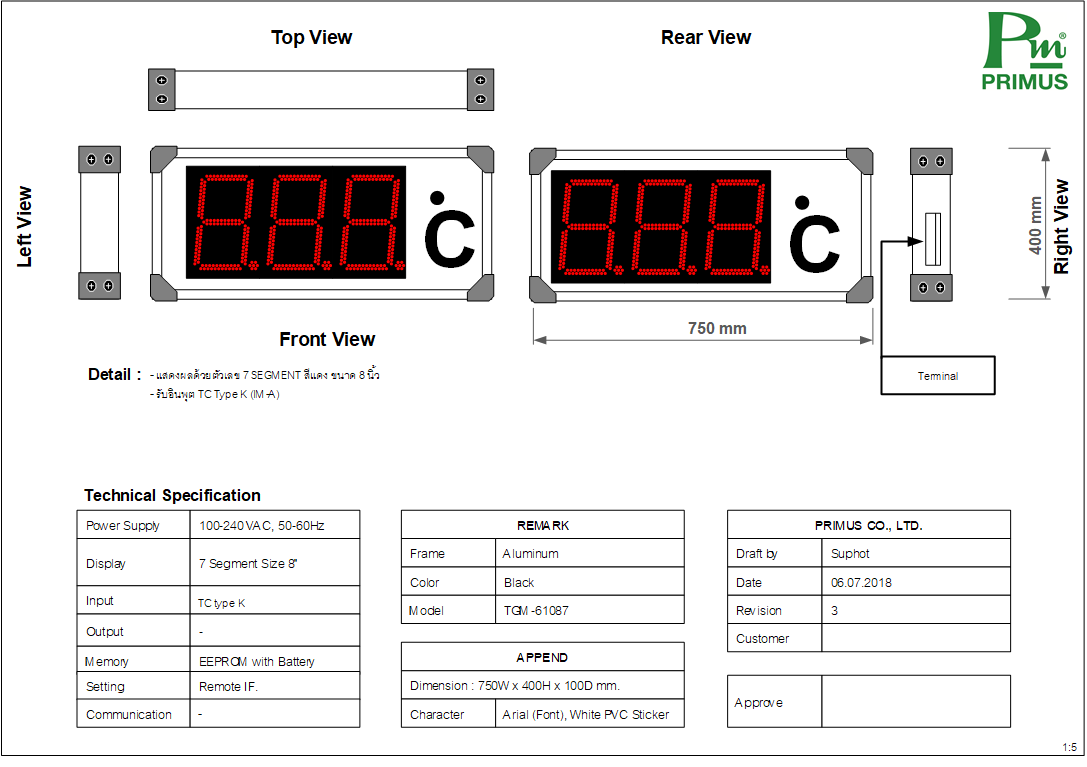 Top View
Rear View
Pm®
PRIMUS
Left View
8.8.8.
°C
8.8.8.
°C
400 mm
Right View
Front View
750 mm
Terminal
Detail : - แสดงผลด้วยตัวเลข 7 SEGMENT สีแดง ขนาด 8 นิ้ว
- รับอินพุต TC Type K (IM-A)
Technical Specification
Power Supply 100-240 VAC, 50-60Hz
Display 7 Segment Size 8"
Input TC type K
Output -
Memory EEPROM with Battery
Setting Remote IF.
Communication -
REMARK
Frame Aluminum
Color Black
Model TGM-61087
APPEND
Dimension : 750W x 400H x 100D mm.
Character Arial (Font), White PVC Sticker
PRIMUS CO., LTD.
Draft by Suphot
Date 06.07.2018
Revision 3
Customer
Approve
1:5